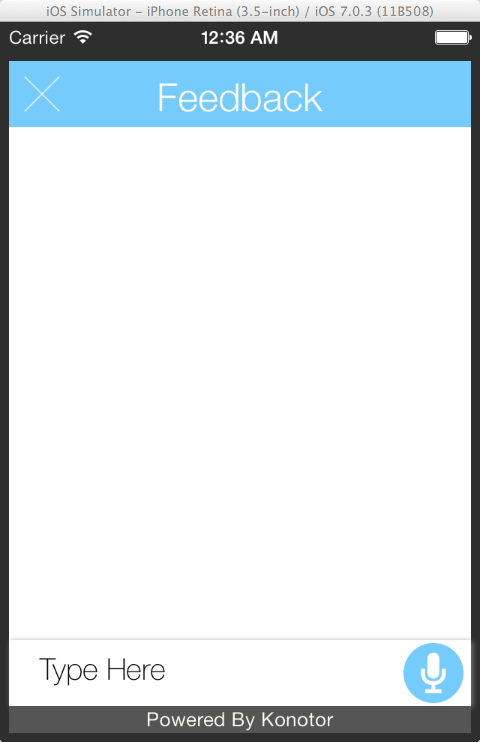 iOS Simulator – iPhone Retina (3.5-inch) / iOS 7.0.3 (11B508)
Carrier 12:36 AM
Feedback
Type Here
Powered By Konotor